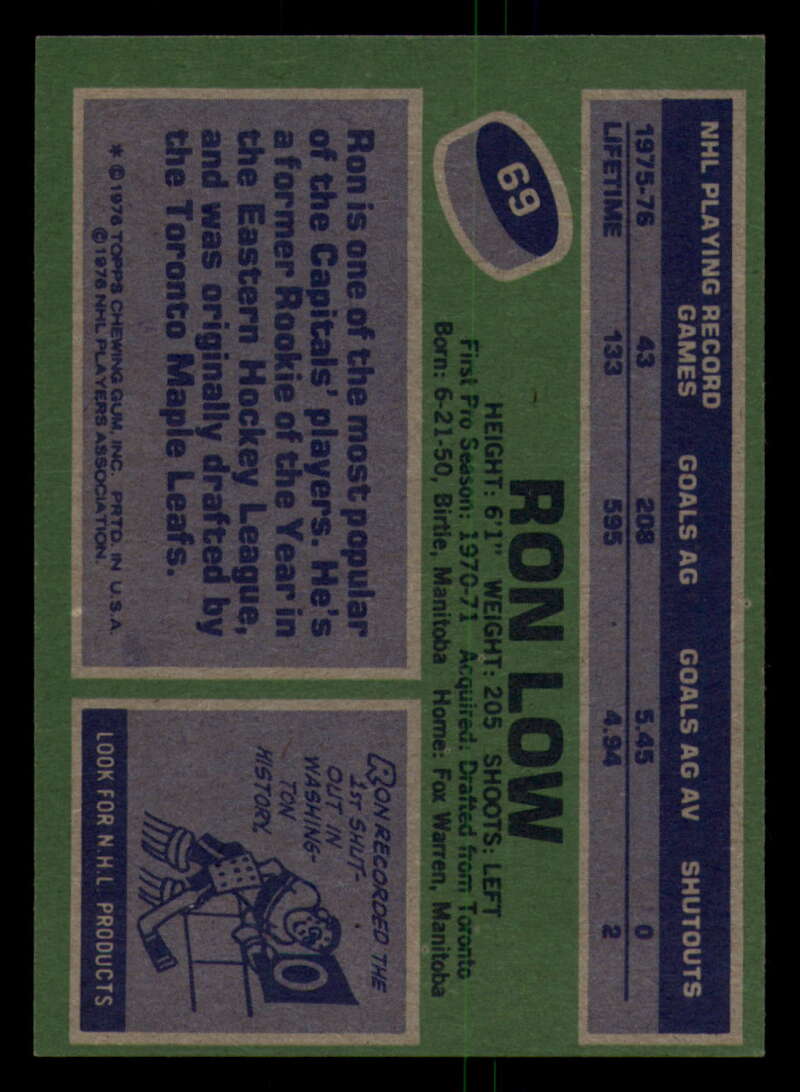 69
RON LOW
HEIGHT: 6'1" WEIGHT: 205 SHOOTS: LEFT
First Pro Season: 1970-71 Acquired: Drafted from Toronto
Born: 6-21-50, Birtle, Manitoba Home: Fox Warren, Manitoba
NHL PLAYING RECORD
GAMES GOALS AG GOALS AG AV SHUTOUTS
1975-76 43 208 5.45 0
LIFETIME 133 595 4.94 2
Ron is one of the most popular
of the Capitals' players. He's
a former Rookie of the Year in
the Eastern Hockey League,
and was originally drafted by
the Toronto Maple Leafs.
* © 1976 TOPPS CHEWING GUM, INC. PRTD. IN U.S.A.
© 1976 NHL PLAYERS ASSOCIATION.
RON RECORDED THE
1ST SHUT-
OUT IN
WASHING-
TON
HISTORY.
0
LOOK FOR N.H.L. PRODUCTS